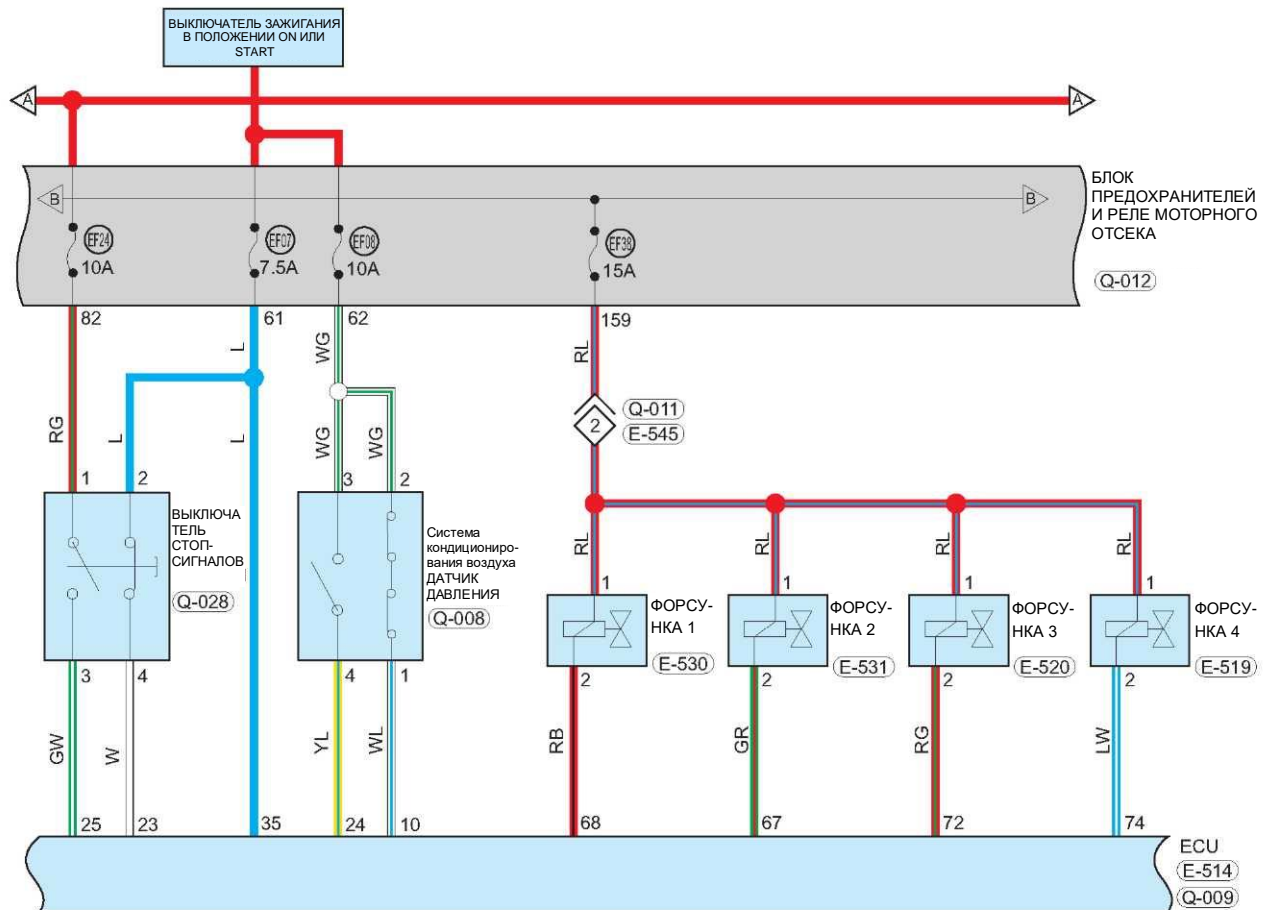 ВЫКЛЮЧАТЕЛЬ ЗАЖИГАНИЯ
В ПОЛОЖЕНИИ ON ИЛИ
START
A
A
B
B
БЛОК
ПРЕДОХРАНИТЕЛЕЙ
И РЕЛЕ МОТОРНОГО
ОТСЕКА
Q-012
EF24
10A
EF07
7.5A
EF08
10A
EF38
15A
82
61
62
159
L
WG
RL
RG
L
L
WG
WG
2
Q-011
E-545
1
2
3
2
ВЫКЛЮЧА
ТЕЛЬ
СТОП-
СИГНАЛОВ
Q-028
Система
кондициониро-
вания воздуха
ДАТЧИК
ДАВЛЕНИЯ
Q-008
RL
RL
RL
RL
1
1
1
1
ФОРСУ-
НКА 1
E-530
ФОРСУ-
НКА 2
E-531
ФОРСУ-
НКА 3
E-520
ФОРСУ-
НКА 4
E-519
3
4
4
1
2
2
2
2
GW
W
YL
WL
RB
GR
RG
LW
25
23
35
24
10
68
67
72
74
ECU
E-514
Q-009